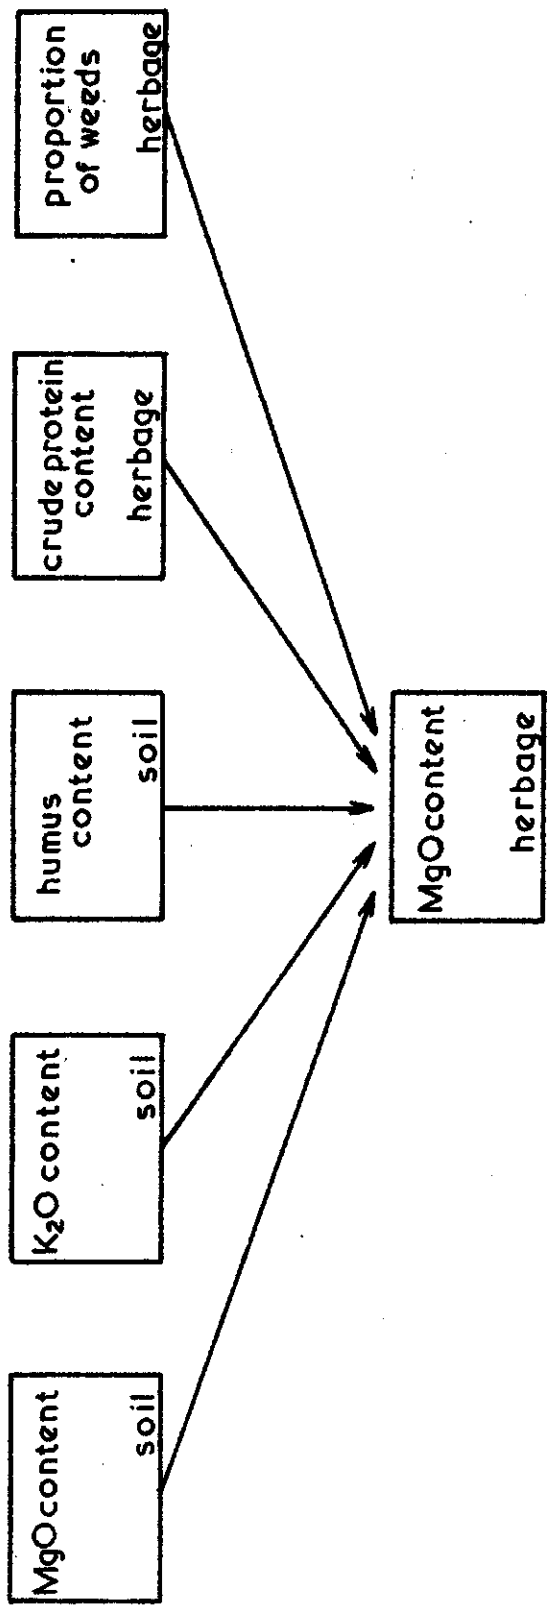 MgO content
soil
K₂O content
soil
humus
content
soil
crude protein
content
herbage
proportion
of weeds
herbage
MgO content
herbage